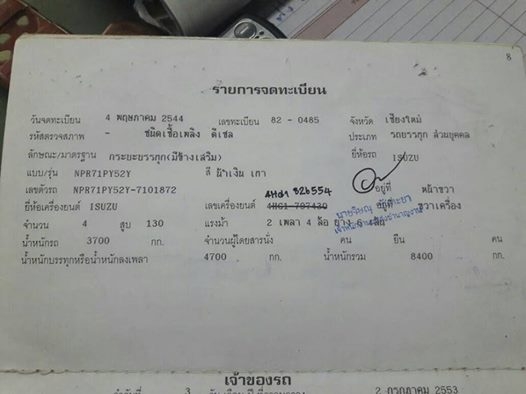 8
รายการจดทะเบียน
วันจดทะเบียน 4 พฤษภาคม 2544 เลขทะเบียน 82 - 0485 จังหวัด เชียงใหม่
รหัสตรวจสภาพ - ชนิดเชื้อเพลิง ดีเซล ประเภท รถบรรทุก ส่วนบุคคล
ลักษณะ/มาตรฐาน กระบะบรรทุก(มีข้างเสริม) ยี่ห้อรถ ISUZU
แบบ/รุ่น NPR71PY52Y สี ฟ้าเงิน เทา
เลขตัวรถ NPR71PY52Y-7101872 4HG1 826554 อยู่ที่ หน้าขวา
ยี่ห้อเครื่องยนต์ ISUZU เลขเครื่องยนต์ 4HG1-797430 อยู่ที่ ขวาเครื่อง
จำนวน 4 สูบ 130 แรงม้า 2 เพลา 4 ล้อ ยาง 6 เส้น
น้ำหนักรถ 3700 กก. จำนวนผู้โดยสารนั่ง คน ยืน คน
น้ำหนักบรรทุกหรือน้ำหนักลงเพลา 4700 กก. น้ำหนักรวม 8400 กก.
เจ้าของรถ
3 2 กรกฎาคม 2553